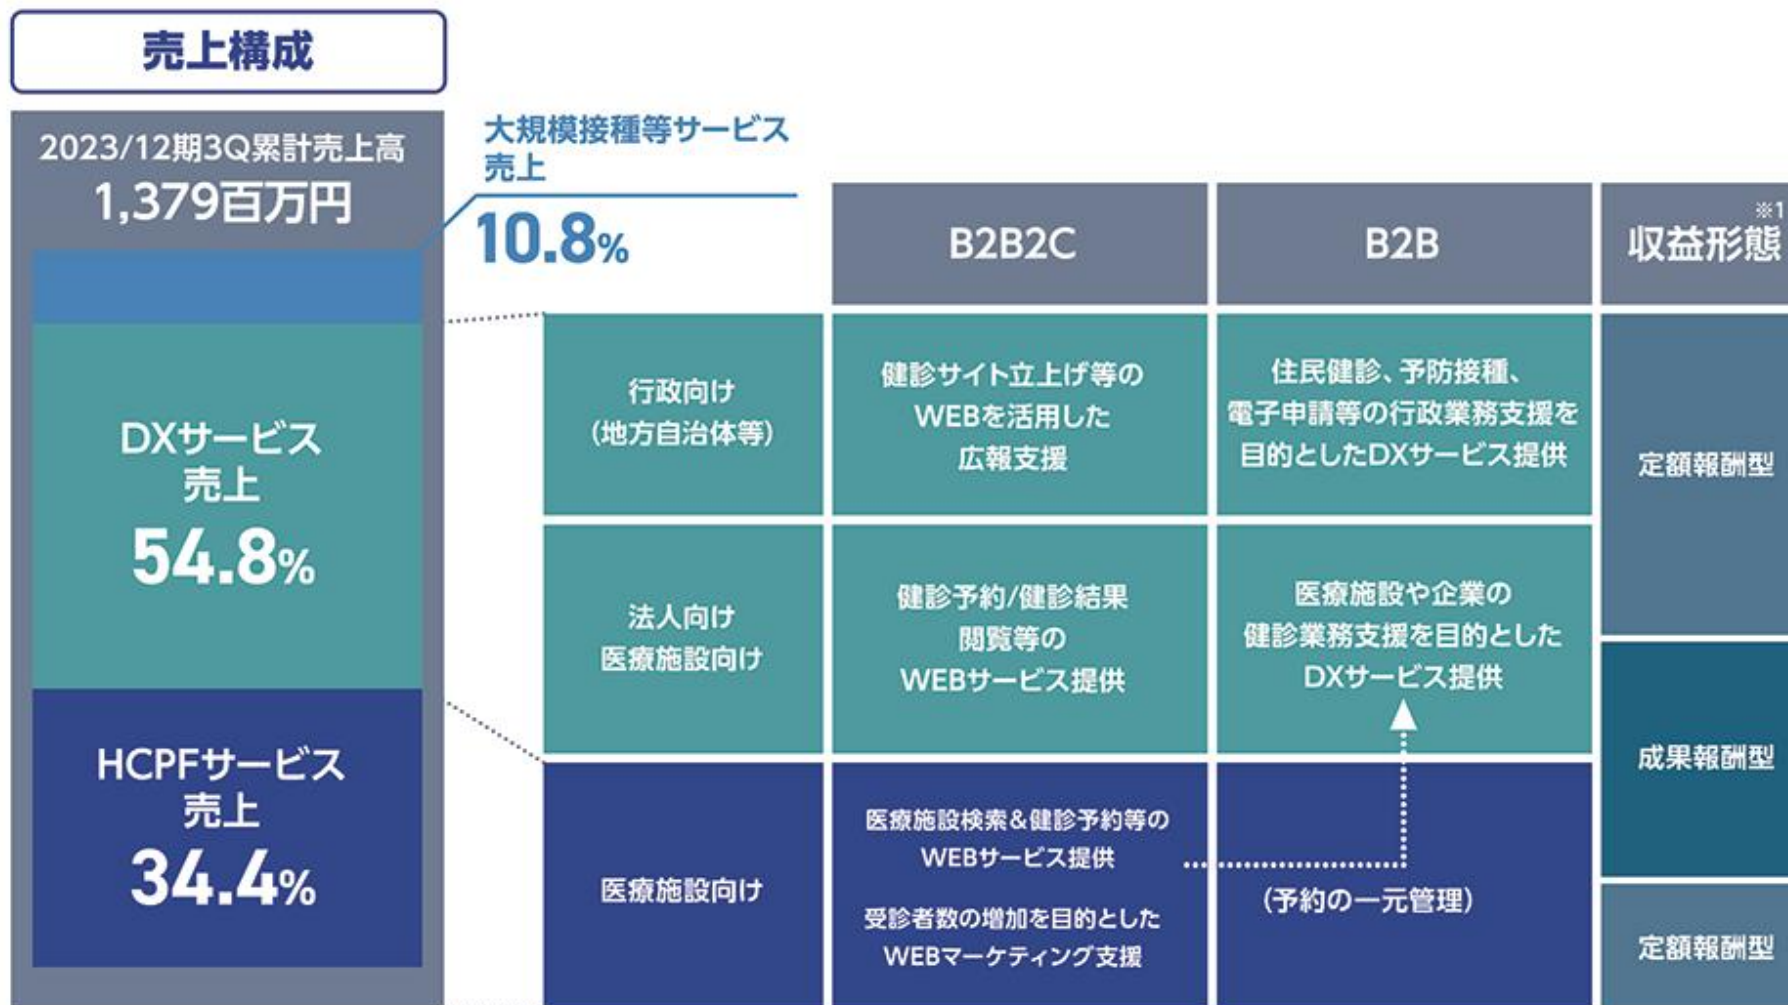 売上構成
2023/12期3Q累計売上高
1,379百万円
大規模接種等サービス
売上
10.8%
DXサービス
売上
54.8%
HCPFサービス
売上
34.4%
B2B2C
B2B
※1
収益形態
行政向け
(地方自治体等)
健診サイト立上げ等の
WEBを活用した
広報支援
住民健診、予防接種、
電子申請等の行政業務支援を
目的としたDXサービス提供
定額報酬型
法人向け
医療施設向け
健診予約/健診結果
閲覧等の
WEBサービス提供
医療施設や企業の
健診業務支援を目的とした
DXサービス提供
成果報酬型
医療施設向け
医療施設検索&健診予約等の
WEBサービス提供
受診者数の増加を目的とした
WEBマーケティング支援
(予約の一元管理)
定額報酬型